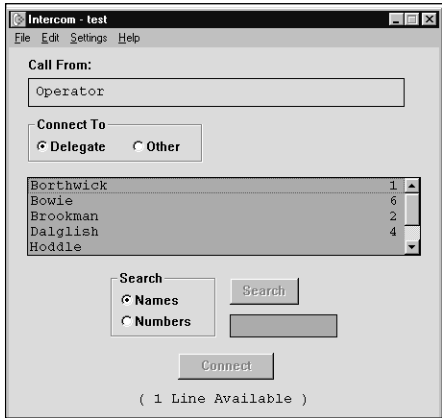 Intercom - test
File Edit Settings Help
Call From:
Operator
Connect To
Delegate Other
Borthwick 1
Bowie 6
Brookman 2
Dalglish 4
Hoddle
Search
Names
Search
Numbers
Connect
( 1 Line Available )